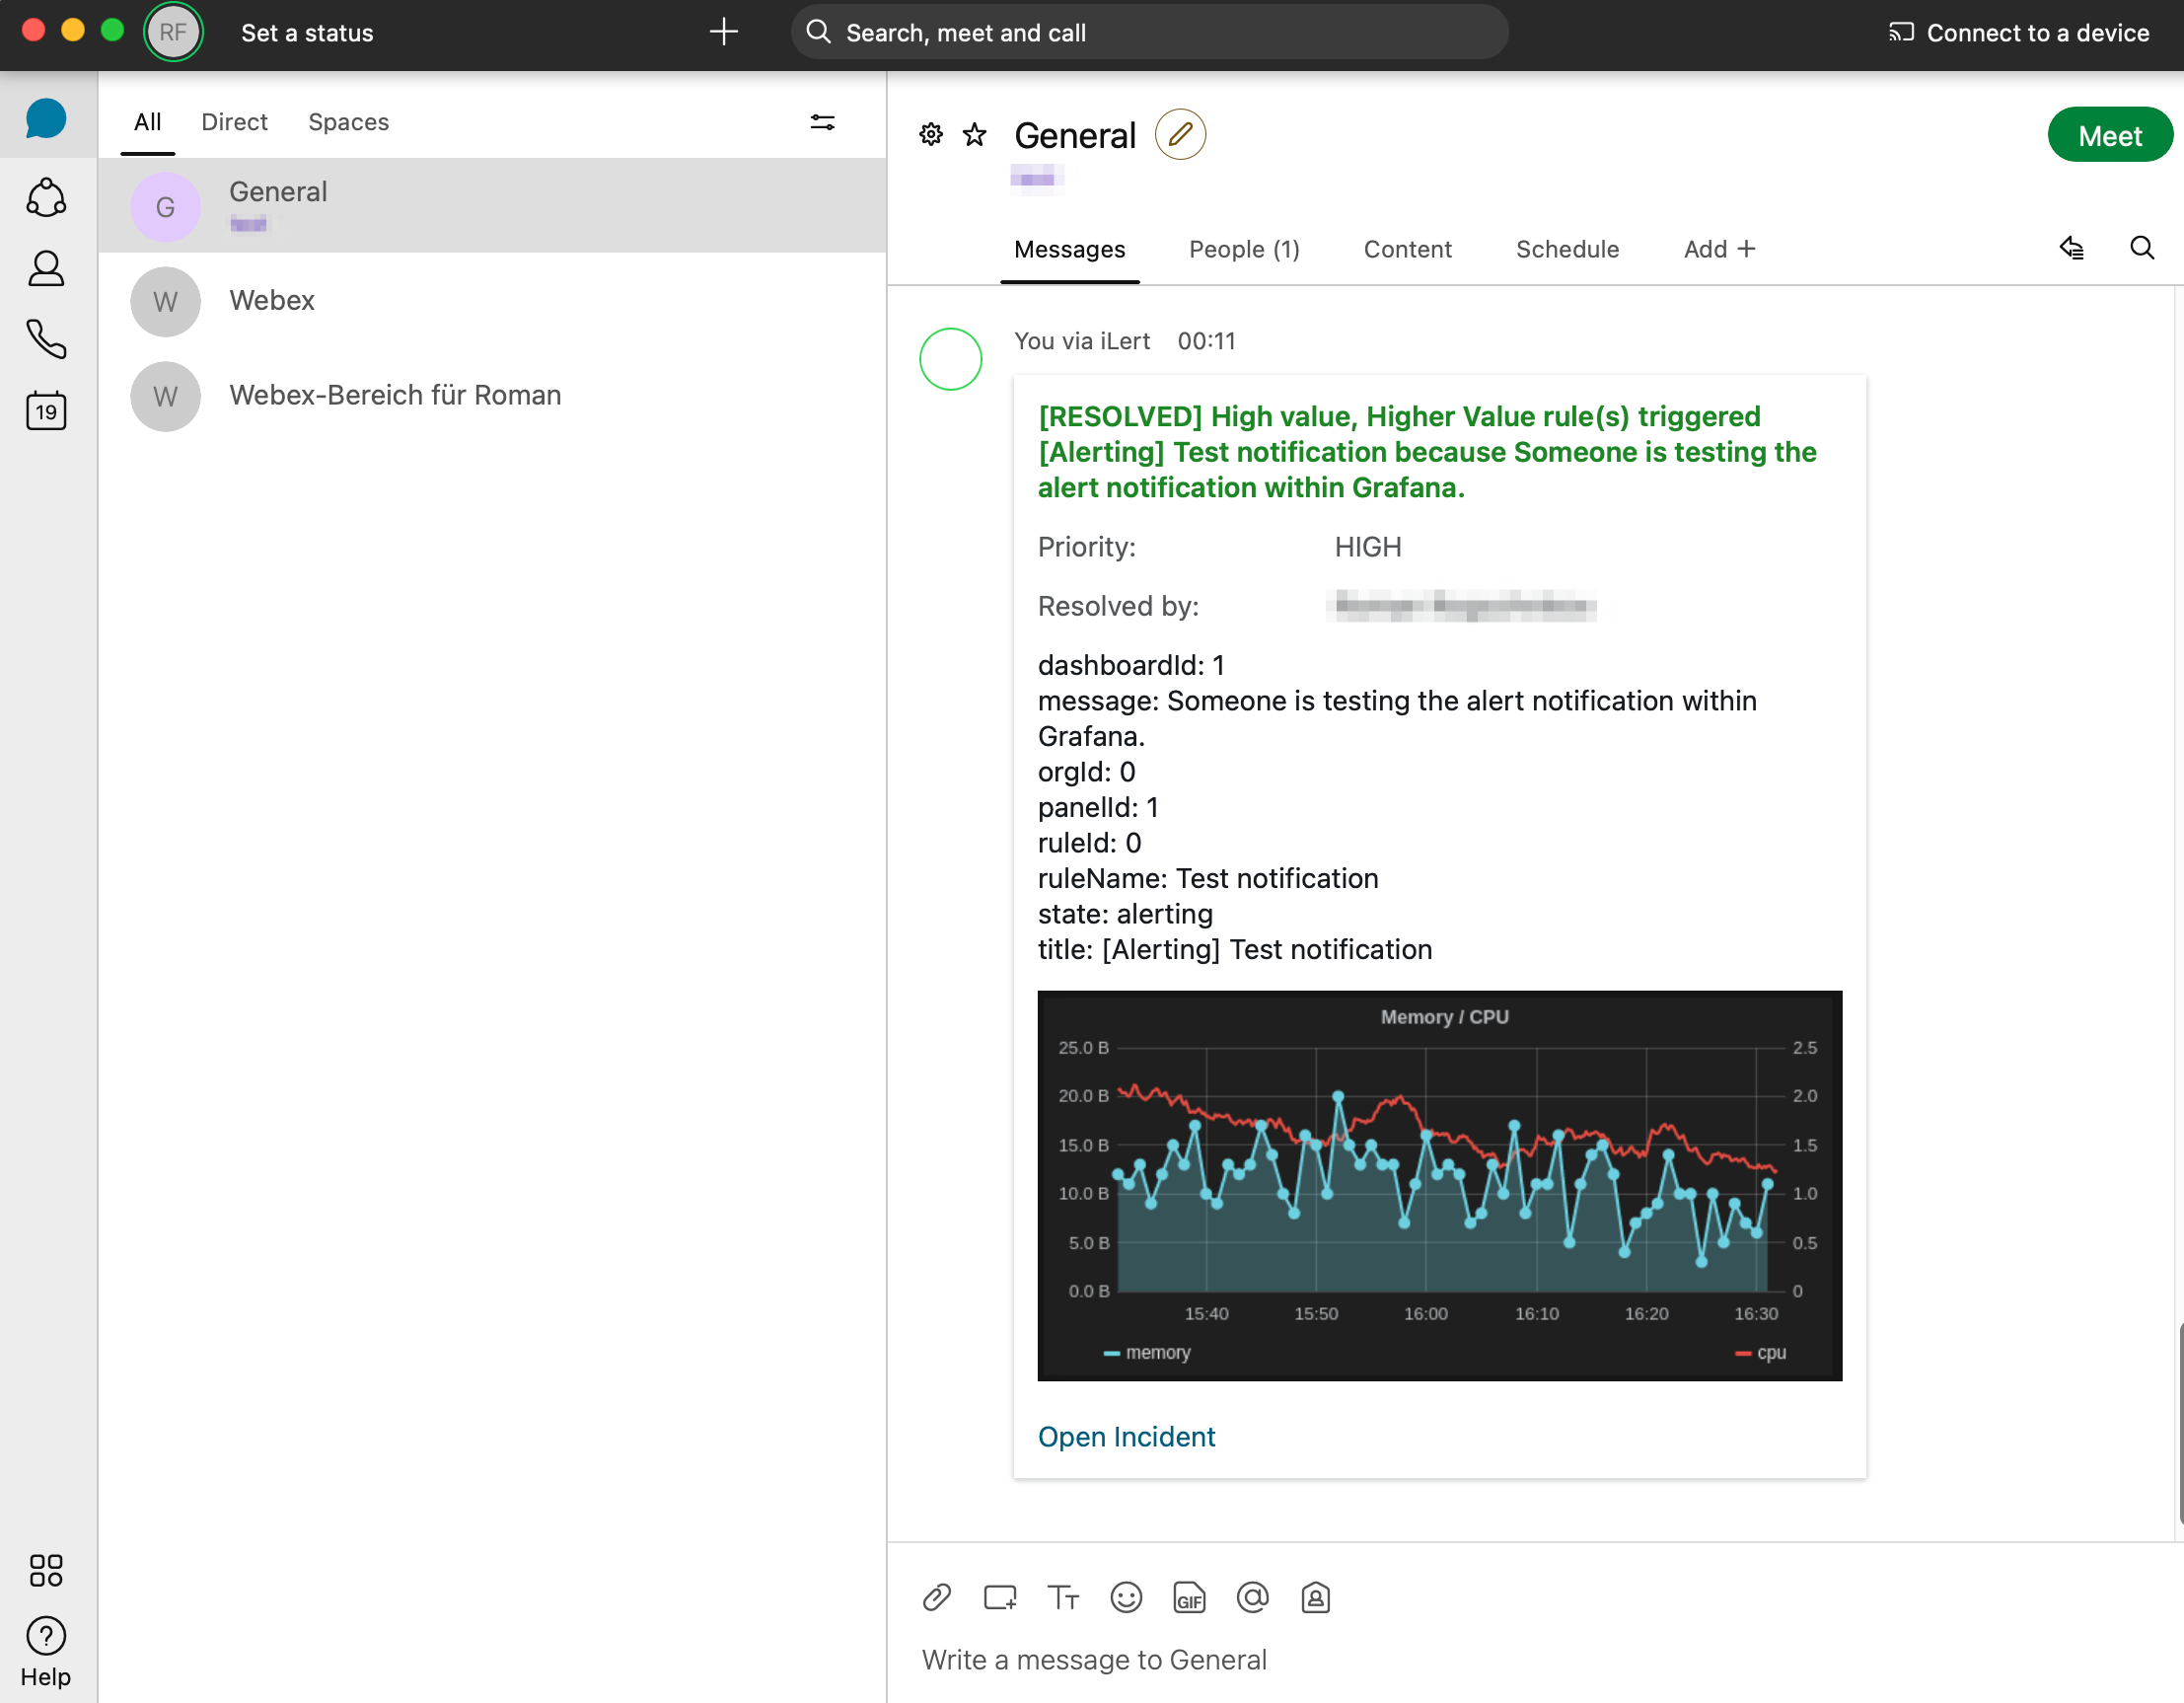 RF
Set a status
Search, meet and call
Connect to a device
All
Direct
Spaces
G
General
W
Webex
W
Webex-Bereich für Roman
19
Help
General
Meet
Messages
People (1)
Content
Schedule
Add +
You via iLert 00:11
[RESOLVED] High value, Higher Value rule(s) triggered
[Alerting] Test notification because Someone is testing the
alert notification within Grafana.
Priority: HIGH
Resolved by:
dashboardId: 1
message: Someone is testing the alert notification within
Grafana.
orgId: 0
panelId: 1
ruleId: 0
ruleName: Test notification
state: alerting
title: [Alerting] Test notification
Memory / CPU
25.0 B
20.0 B
15.0 B
10.0 B
5.0 B
0.0 B
2.5
2.0
1.5
1.0
0.5
0
15:40 15:50 16:00 16:10 16:20 16:30
memory
cpu
Open Incident
Tт
GIF
@
Write a message to General